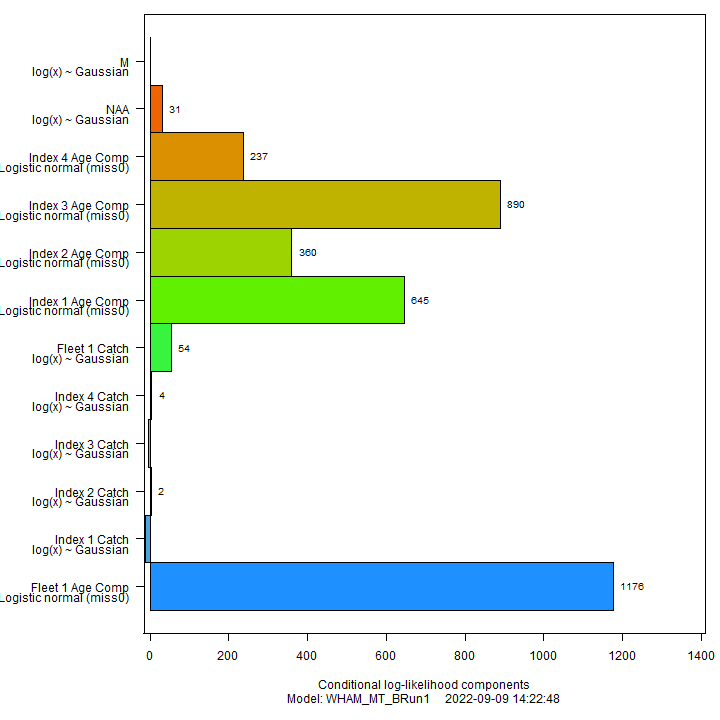 M
log(x) ~ Gaussian
NAA
log(x) ~ Gaussian
31
Index 4 Age Comp
Logistic normal (miss0)
237
Index 3 Age Comp
Logistic normal (miss0)
890
Index 2 Age Comp
Logistic normal (miss0)
360
Index 1 Age Comp
Logistic normal (miss0)
645
Fleet 1 Catch
log(x) ~ Gaussian
54
Index 4 Catch
log(x) ~ Gaussian
4
Index 3 Catch
log(x) ~ Gaussian
Index 2 Catch
log(x) ~ Gaussian
2
Index 1 Catch
log(x) ~ Gaussian
Fleet 1 Age Comp
Logistic normal (miss0)
1176
0 200 400 600 800 1000 1200 1400
Conditional log-likelihood components
Model: WHAM_MT_BRun1 2022-09-09 14:22:48